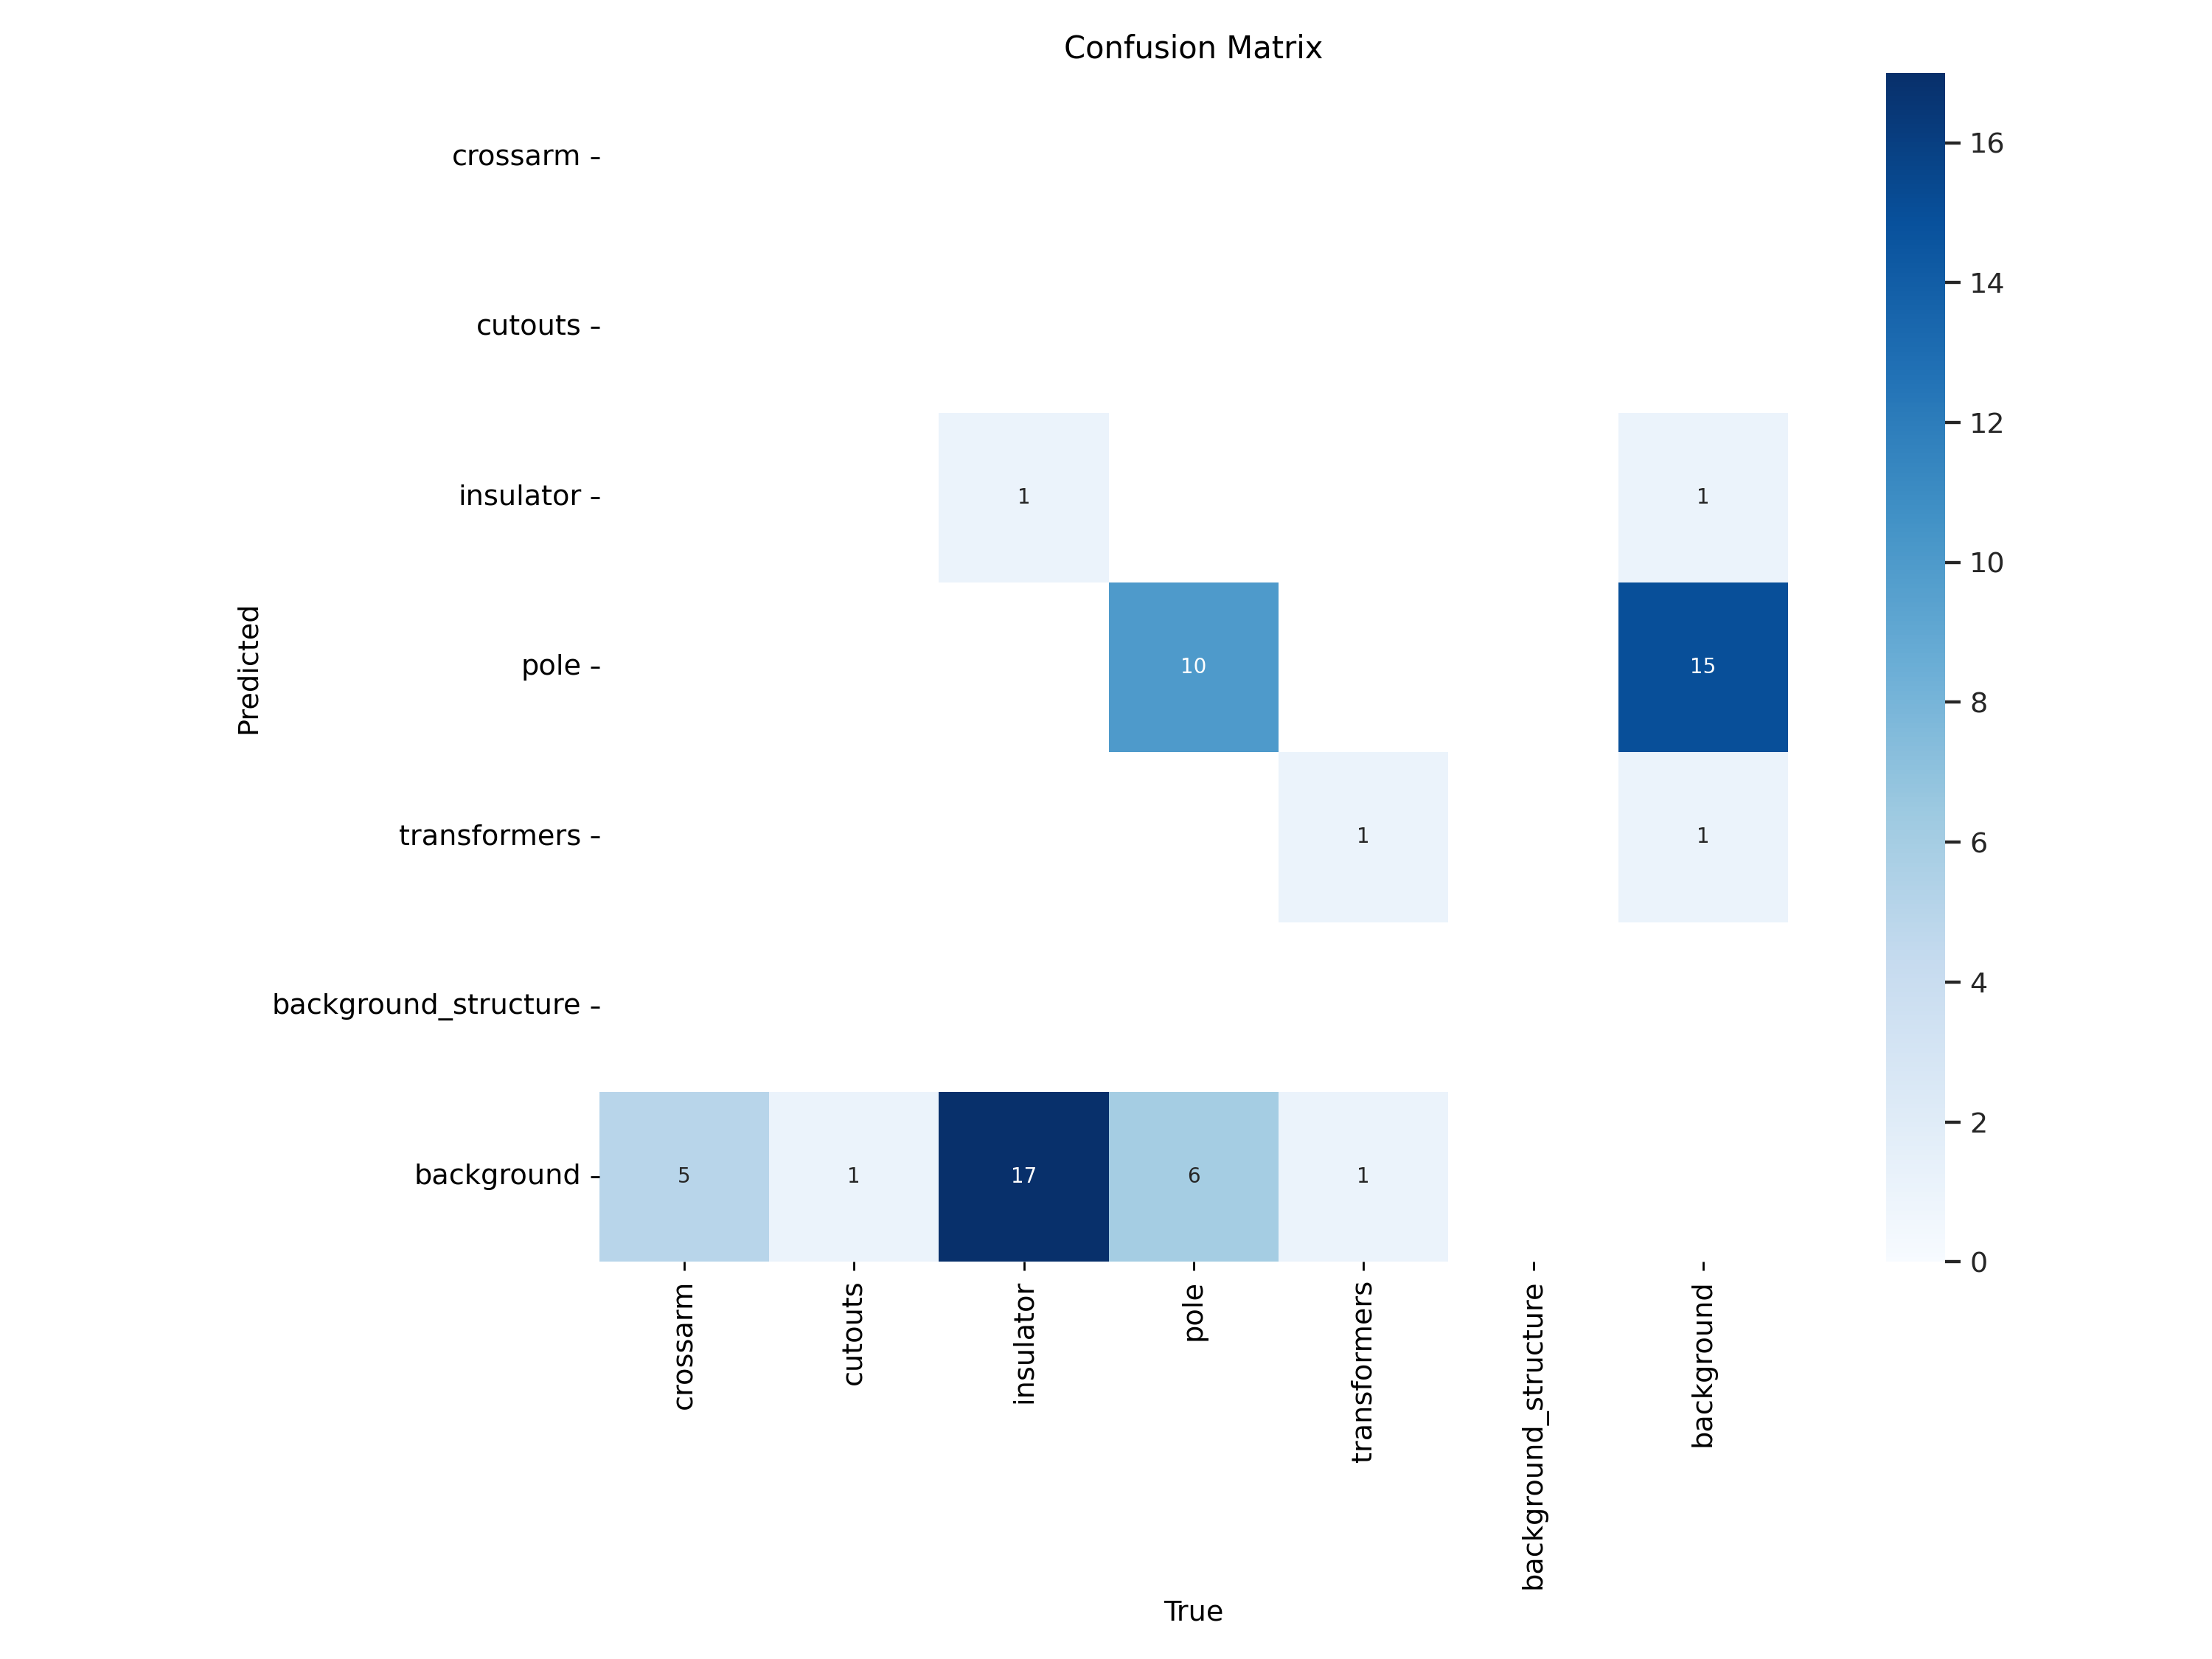 Confusion Matrix
Predicted
crossarm
cutouts
insulator
1
1
pole
10
15
transformers
1
1
background_structure
background
5
1
17
6
1
crossarm
cutouts
insulator
pole
transformers
background_structure
background
True
16
14
12
10
8
6
4
2
0